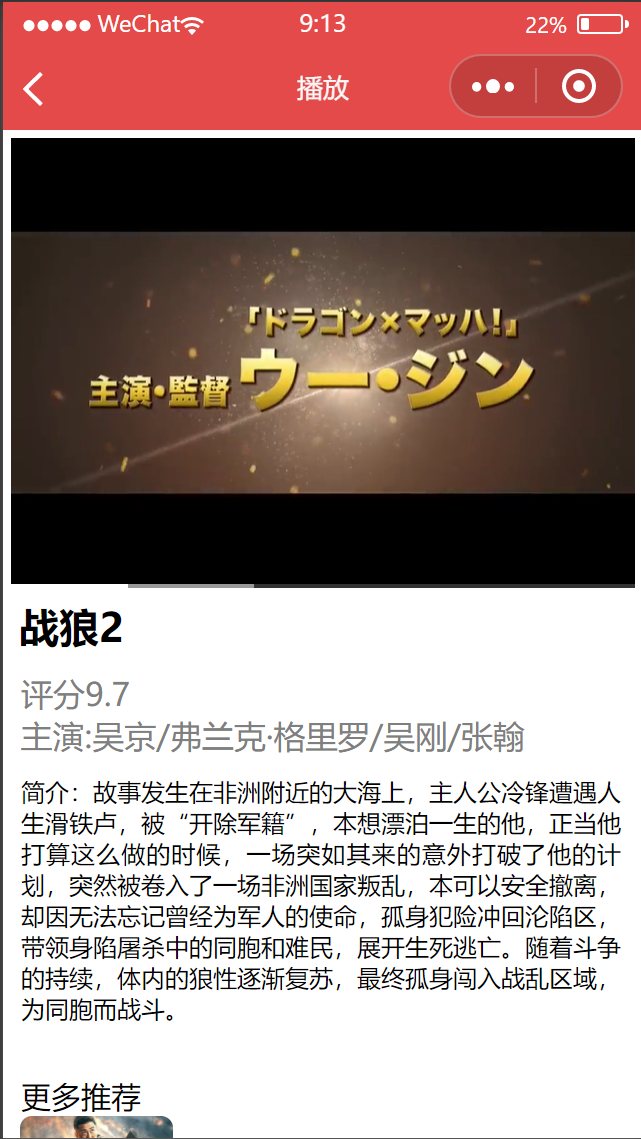 WeChat 9:13 22%
播放
「ドラゴン×マッハ!」
主演・監督 ウー・ジン
战狼2
评分9.7
主演:吴京/弗兰克·格里罗/吴刚/张翰
简介：故事发生在非洲附近的大海上，主人公冷锋遭遇人
生滑铁卢，被“开除军籍”，本想漂泊一生的他，正当他
打算这么做的时候，一场突如其来的意外打破了他的计
划，突然被卷入了一场非洲国家叛乱，本可以安全撤离，
却因无法忘记曾经为军人的使命，孤身犯险冲回沦陷区，
带领身陷屠杀中的同胞和难民，展开生死逃亡。随着斗争
的持续，体内的狼性逐渐复苏，最终孤身闯入战乱区域，
为同胞而战斗。
更多推荐